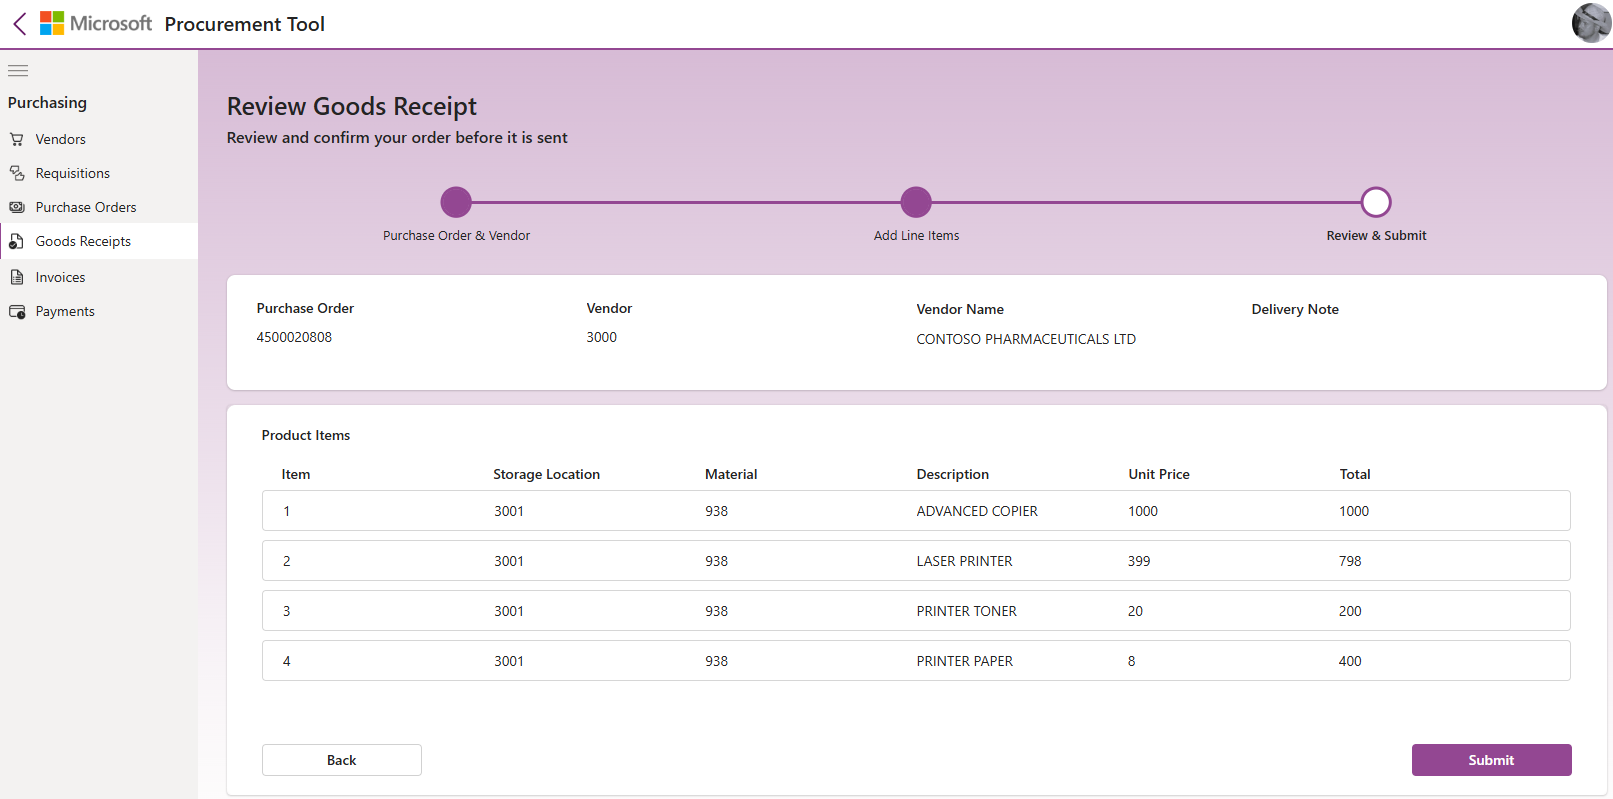 Microsoft Procurement Tool
Purchasing
Vendors
Requisitions
Purchase Orders
Goods Receipts
Invoices
Payments
Review Goods Receipt
Review and confirm your order before it is sent
Purchase Order & Vendor Add Line Items Review & Submit
Purchase Order Vendor Vendor Name Delivery Note
4500020808 3000 CONTOSO PHARMACEUTICALS LTD
Product Items
Item Storage Location Material Description Unit Price Total
1 3001 938 ADVANCED COPIER 1000 1000
2 3001 938 LASER PRINTER 399 798
3 3001 938 PRINTER TONER 20 200
4 3001 938 PRINTER PAPER 8 400
Back Submit